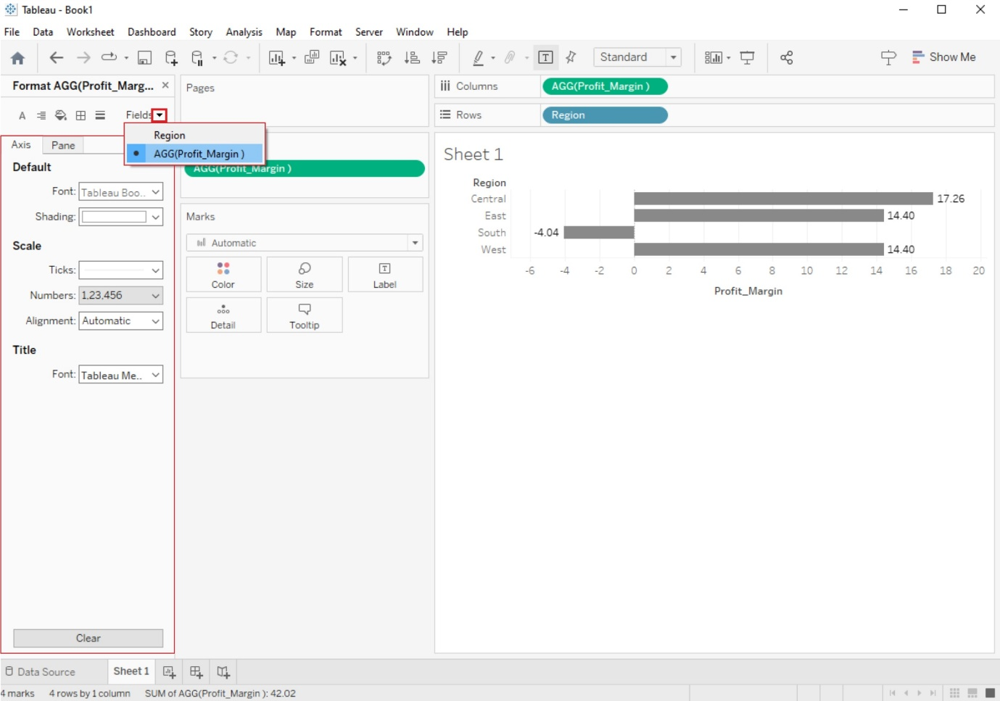 Tableau - Book1
File Data Worksheet Dashboard Story Analysis Map Format Server Window Help
Standard
Show Me
Format AGG(Profit_Marg...
Fields
Region
AGG(Profit_Margin )
Axis
Pane
Default
Font: Tableau Boo..
Shading:
Scale
Ticks:
Numbers: 1,23,456
Alignment: Automatic
Title
Font: Tableau Me..
Clear
Pages
AGG(Profit_Margin )
Marks
Automatic
Color
Size
Label
Detail
Tooltip
Columns
AGG(Profit_Margin )
Rows
Region
Sheet 1
Region
Central 17.26
East 14.40
South -4.04
West 14.40
-6 -4 -2 0 2 4 6 8 10 12 14 16 18 20
Profit_Margin
Data Source
Sheet 1
4 marks 4 rows by 1 column SUM of AGG(Profit_Margin ): 42.02